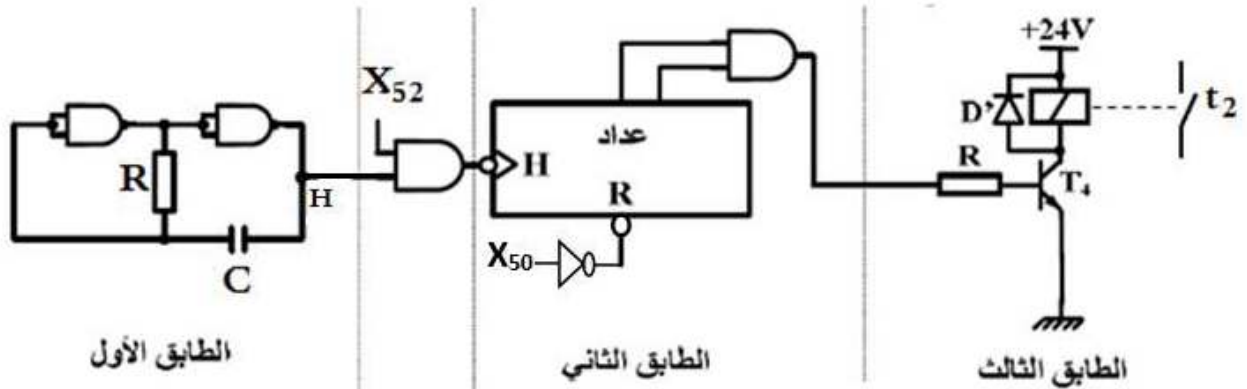 R
C
H
X52
عداد
H
R
X50
+24V
D'
R
T4
t2
الطابق الأول
الطابق الثاني
الطابق الثالث